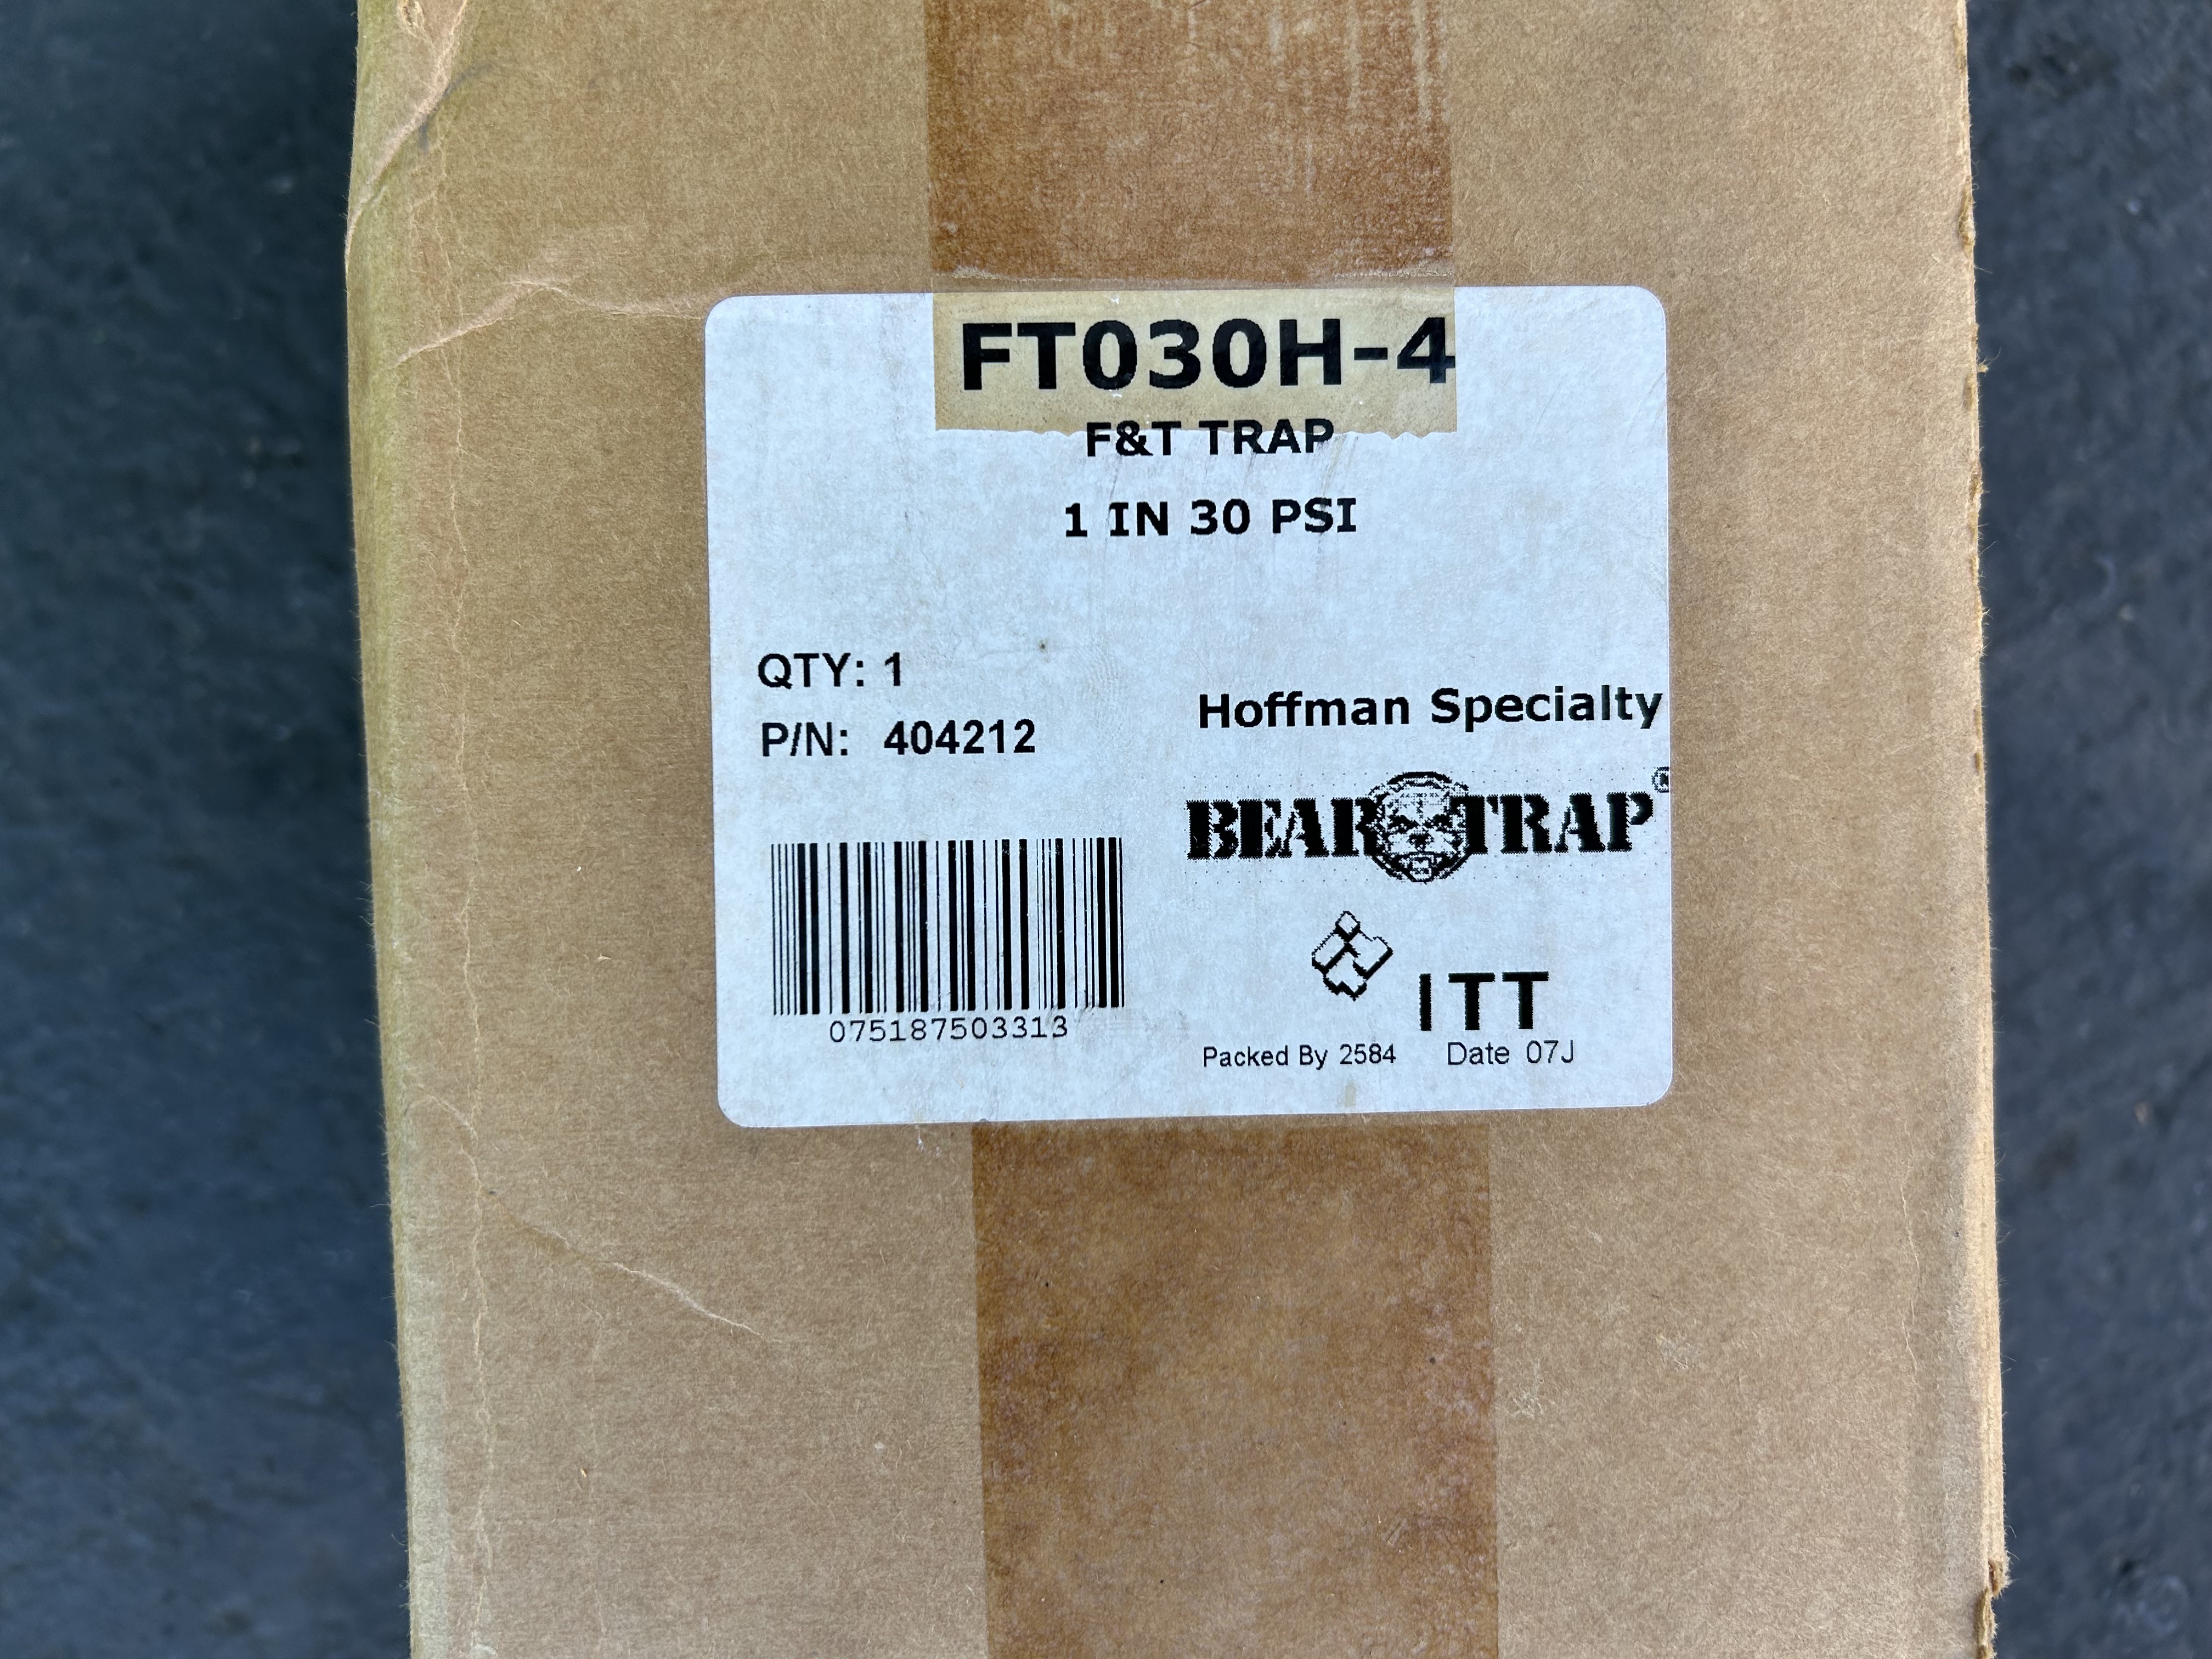 FT030H-4
F&T TRAP
1 IN 30 PSI
QTY: 1
P/N: 404212
Hoffman Specialty
BEAR TRAP®
075187503313
ITT
Packed By 2584 Date 07J